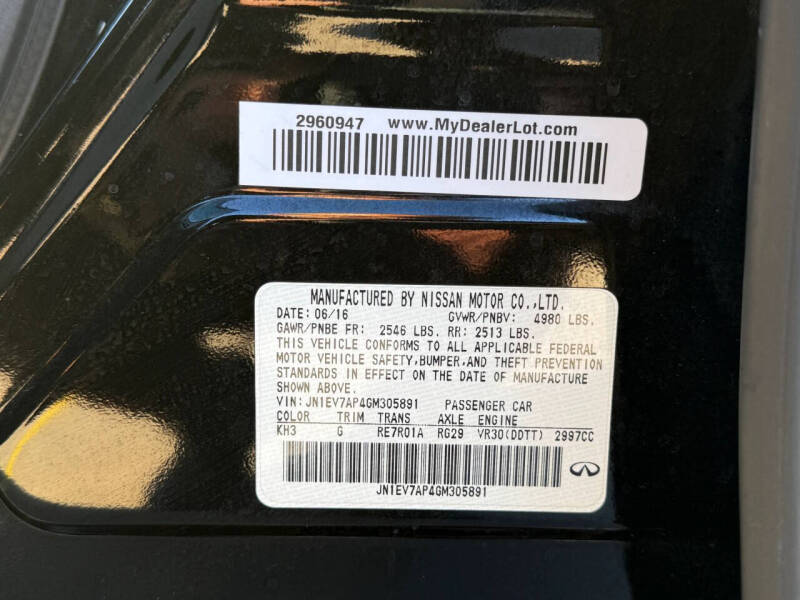 2960947 www.MyDealerLot.com
MANUFACTURED BY NISSAN MOTOR CO.,LTD.
DATE: 06/16 GVWR/PNBV: 4980 LBS.
GAWR/PNBE FR: 2546 LBS. RR: 2513 LBS.
THIS VEHICLE CONFORMS TO ALL APPLICABLE FEDERAL
MOTOR VEHICLE SAFETY,BUMPER,AND THEFT PREVENTION
STANDARDS IN EFFECT ON THE DATE OF MANUFACTURE
SHOWN ABOVE.
VIN: JN1EV7AP4GM305891 PASSENGER CAR
COLOR TRIM TRANS AXLE ENGINE
KH3 G RE7R01A RG29 VR30(DDTT) 2997CC
JN1EV7AP4GM305891